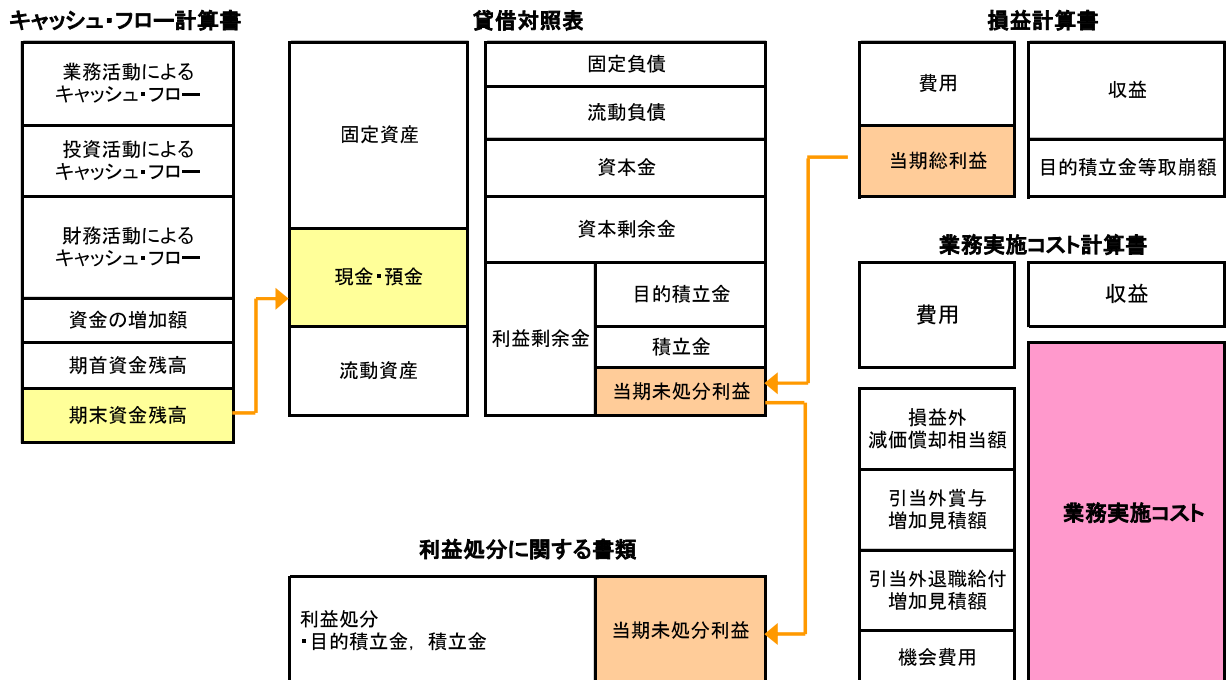 キャッシュ・フロー計算書
業務活動による
キャッシュ・フロー
投資活動による
キャッシュ・フロー
財務活動による
キャッシュ・フロー
資金の増加額
期首資金残高
期末資金残高
貸借対照表
固定資産
現金・預金
流動資産
固定負債
流動負債
資本金
資本剰余金
利益剰余金
目的積立金
積立金
当期未処分利益
損益計算書
費用
当期総利益
収益
目的積立金等取崩額
業務実施コスト計算書
費用
収益
損益外
減価償却相当額
引当外賞与
増加見積額
引当外退職給付
増加見積額
機会費用
業務実施コスト
利益処分に関する書類
利益処分
・目的積立金，積立金
当期未処分利益